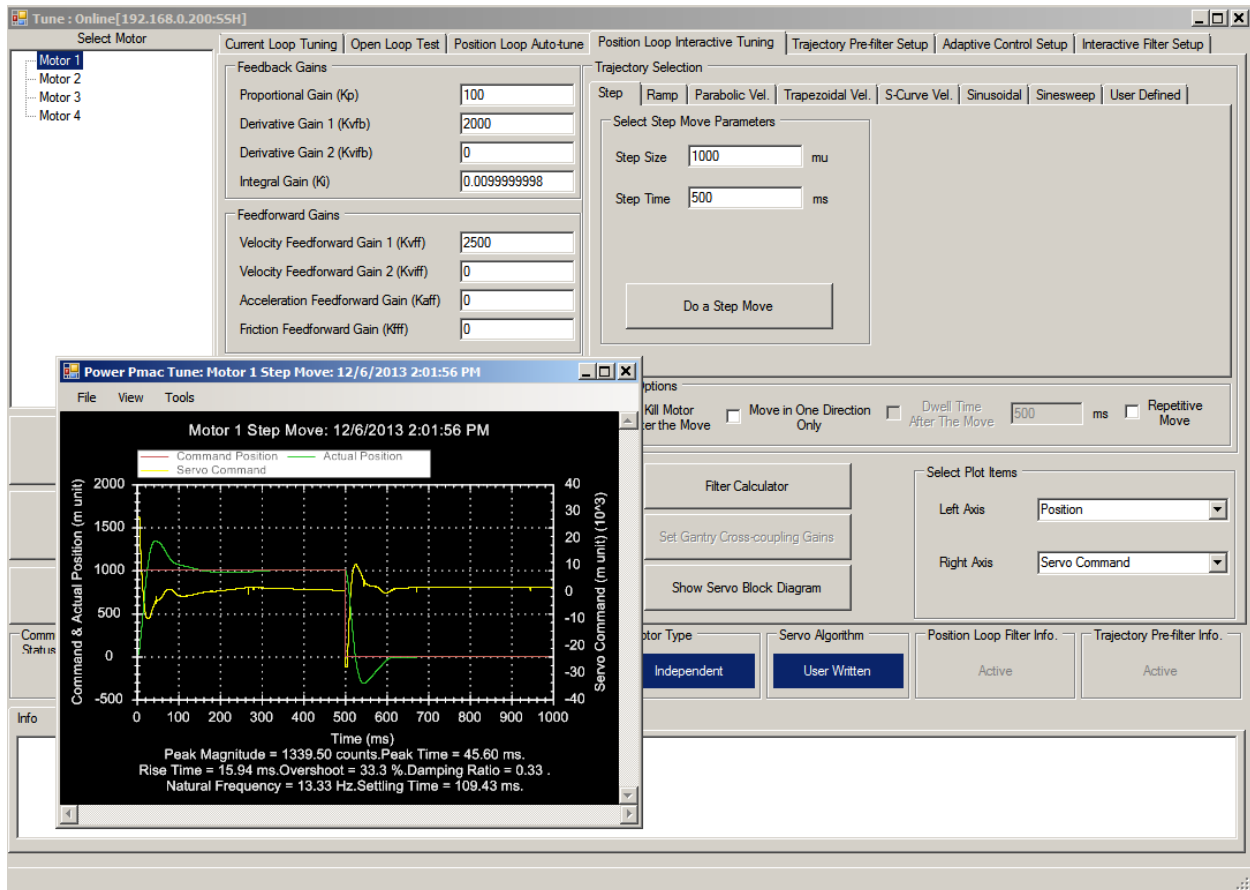 Tune : Online[192.168.0.200:SSH]
Select Motor
Motor 1
Motor 2
Motor 3
Motor 4
Current Loop Tuning
Open Loop Test
Position Loop Auto-tune
Position Loop Interactive Tuning
Trajectory Pre-filter Setup
Adaptive Control Setup
Interactive Filter Setup
Feedback Gains
Proportional Gain (Kp) 100
Derivative Gain 1 (Kvfb) 2000
Derivative Gain 2 (Kvifb) 0
Integral Gain (Ki) 0.0099999998
Feedforward Gains
Velocity Feedforward Gain 1 (Kvff) 2500
Velocity Feedforward Gain 2 (Kviff) 0
Acceleration Feedforward Gain (Kaff) 0
Friction Feedforward Gain (Kfff) 0
Trajectory Selection
Step
Ramp
Parabolic Vel.
Trapezoidal Vel.
S-Curve Vel.
Sinusoidal
Sinesweep
User Defined
Select Step Move Parameters
Step Size 1000 mu
Step Time 500 ms
Do a Step Move
Kill Motor
the Move
Move in One Direction
Only
Dwell Time
After The Move
500 ms
Repetitive
Move
Filter Calculator
Set Gantry Cross-coupling Gains
Show Servo Block Diagram
Select Plot Items
Left Axis Position
Right Axis Servo Command
Type
Independent
Servo Algorithm
User Written
Position Loop Filter Info.
Active
Trajectory Pre-filter Info.
Active
Comm
Status
Info
Power Pmac Tune: Motor 1 Step Move: 12/6/2013 2:01:56 PM
File View Tools
Motor 1 Step Move: 12/6/2013 2:01:56 PM
Command Position
Actual Position
Servo Command
Command & Actual Position (m unit)
2000
1500
1000
500
0
-500
40
30
20
10
0
-10
-20
-30
-40
Servo Command (m unit) (10^3)
0 100 200 300 400 500 600 700 800 900 1000
Time (ms)
Peak Magnitude = 1339.50 counts.Peak Time = 45.60 ms.
Rise Time = 15.94 ms.Overshoot = 33.3 %.Damping Ratio = 0.33 .
Natural Frequency = 13.33 Hz.Settling Time = 109.43 ms.